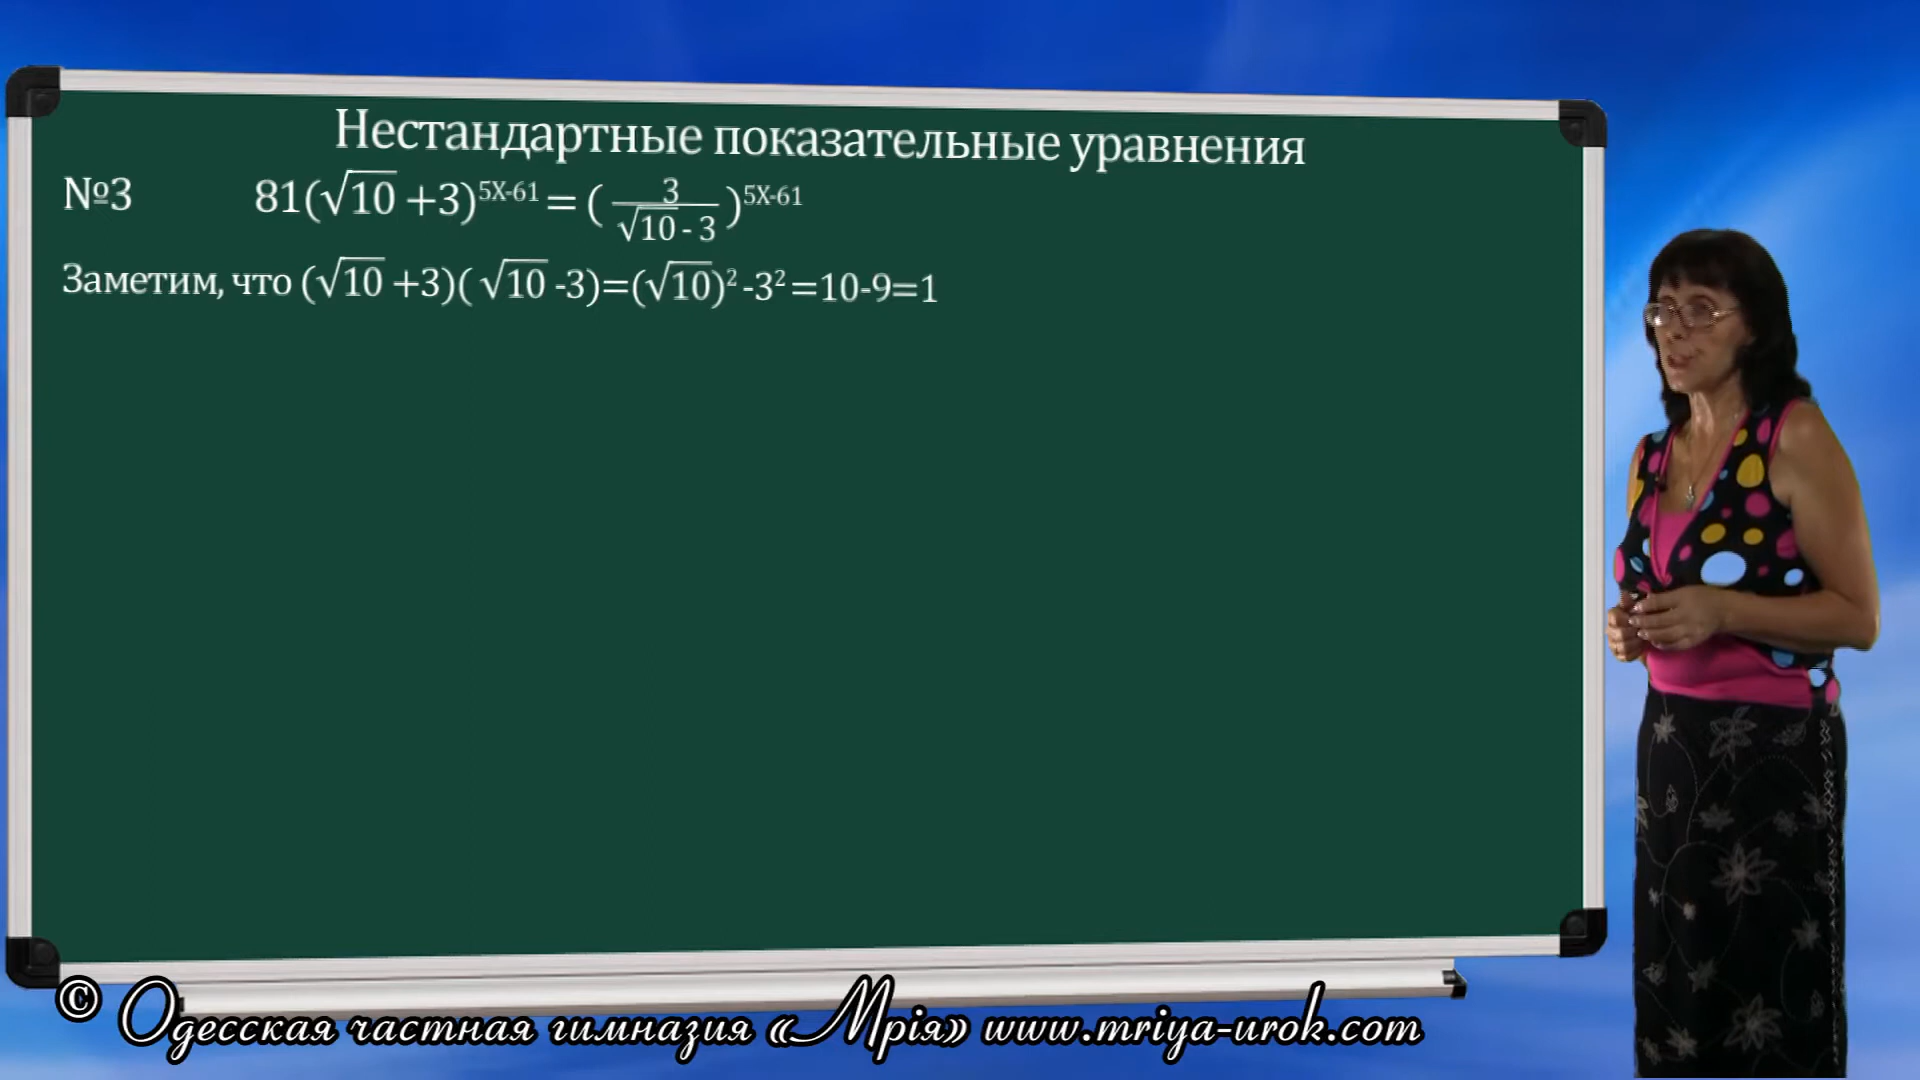 Нестандартные показательные уравнения
№3 81(√10 +3)^5X-61 = (3/(√10 - 3))^5X-61
Заметим, что (√10 +3)( √10 -3)=(√10)² -3² =10-9=1
© Одесская частная гимназия «Мрія» www.mriya-urok.com